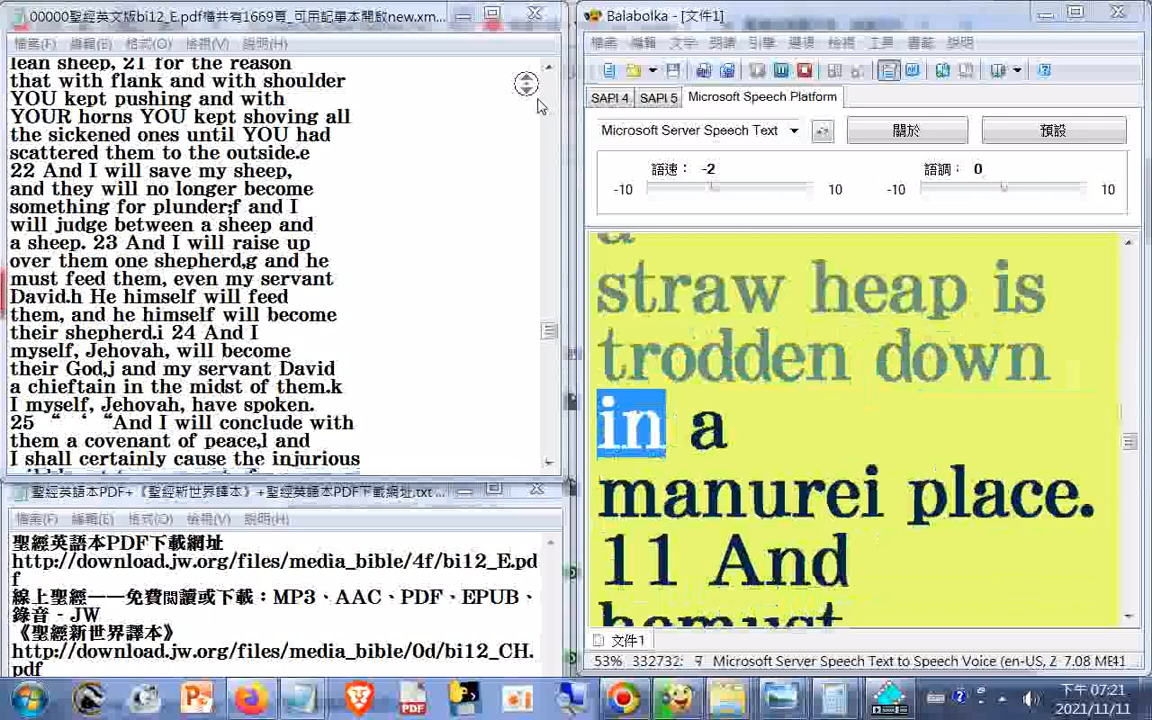 00000聖經英文版bi12_E.pdf檔共有1669頁_可用記事本開啟new.xm...
檔案(F) 編輯(E) 格式(O) 檢視(V) 說明(H)
lean sheep, 21 for the reason
that with flank and with shoulder
YOU kept pushing and with
YOUR horns YOU kept shoving all
the sickened ones until YOU had
scattered them to the outside.e
22 And I will save my sheep,
and they will no longer become
something for plunder;f and I
will judge between a sheep and
a sheep. 23 And I will raise up
over them one shepherd,g and he
must feed them, even my servant
David.h He himself will feed
them, and he himself will become
their shepherd.i 24 And I
myself, Jehovah, will become
their God,j and my servant David
a chieftain in the midst of them.k
I myself, Jehovah, have spoken.
25 “ ‘ “And I will conclude with
them a covenant of peace,l and
I shall certainly cause the injurious
聖經英語本PDF+《聖經新世界譯本》+聖經英語本PDF下載網址.txt ...
檔案(F) 編輯(E) 格式(O) 檢視(V) 說明(H)
聖經英語本PDF下載網址
http://download.jw.org/files/media_bible/4f/bi12_E.pd
f
線上聖經——免費閱讀或下載：MP3、AAC、PDF、EPUB、
錄音 - JW
《聖經新世界譯本》
http://download.jw.org/files/media_bible/0d/bi12_CH.
pdf
Balabolka - [文件1]
檔案 編輯 文字 朗讀 引擎 選項 檢視 工具 書籤 說明
SAPI 4 SAPI 5 Microsoft Speech Platform
Microsoft Server Speech Text 關於 預設
語速： -2 語調： 0
-10 10 -10 10
a
straw heap is
trodden down
in a
manurei place.
11 And
hemust
文件1
53% 332732: Microsoft Server Speech Text to Speech Voice (en-US, Z 7.08 ME41
下午 07:21
2021/11/11